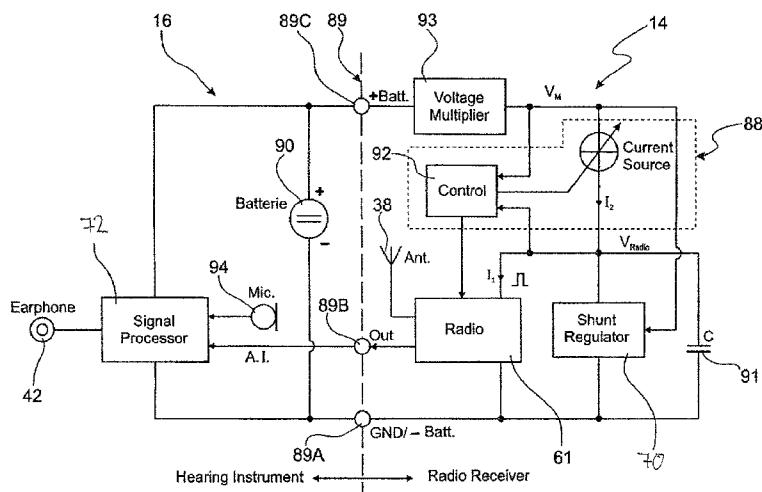 16
89C
89
93
14
+Batt.
Voltage
Multiplier
V_M
88
90
92
Current
Source
Control
+
Batterie
I₂
72
38
−
V_Radio
94
Ant.
I₁
Earphone
Mic.
89B
Signal
Processor
Out
Radio
Shunt
Regulator
C
A.I.
42
91
GND/− Batt.
89A
61
70
Hearing Instrument
Radio Receiver